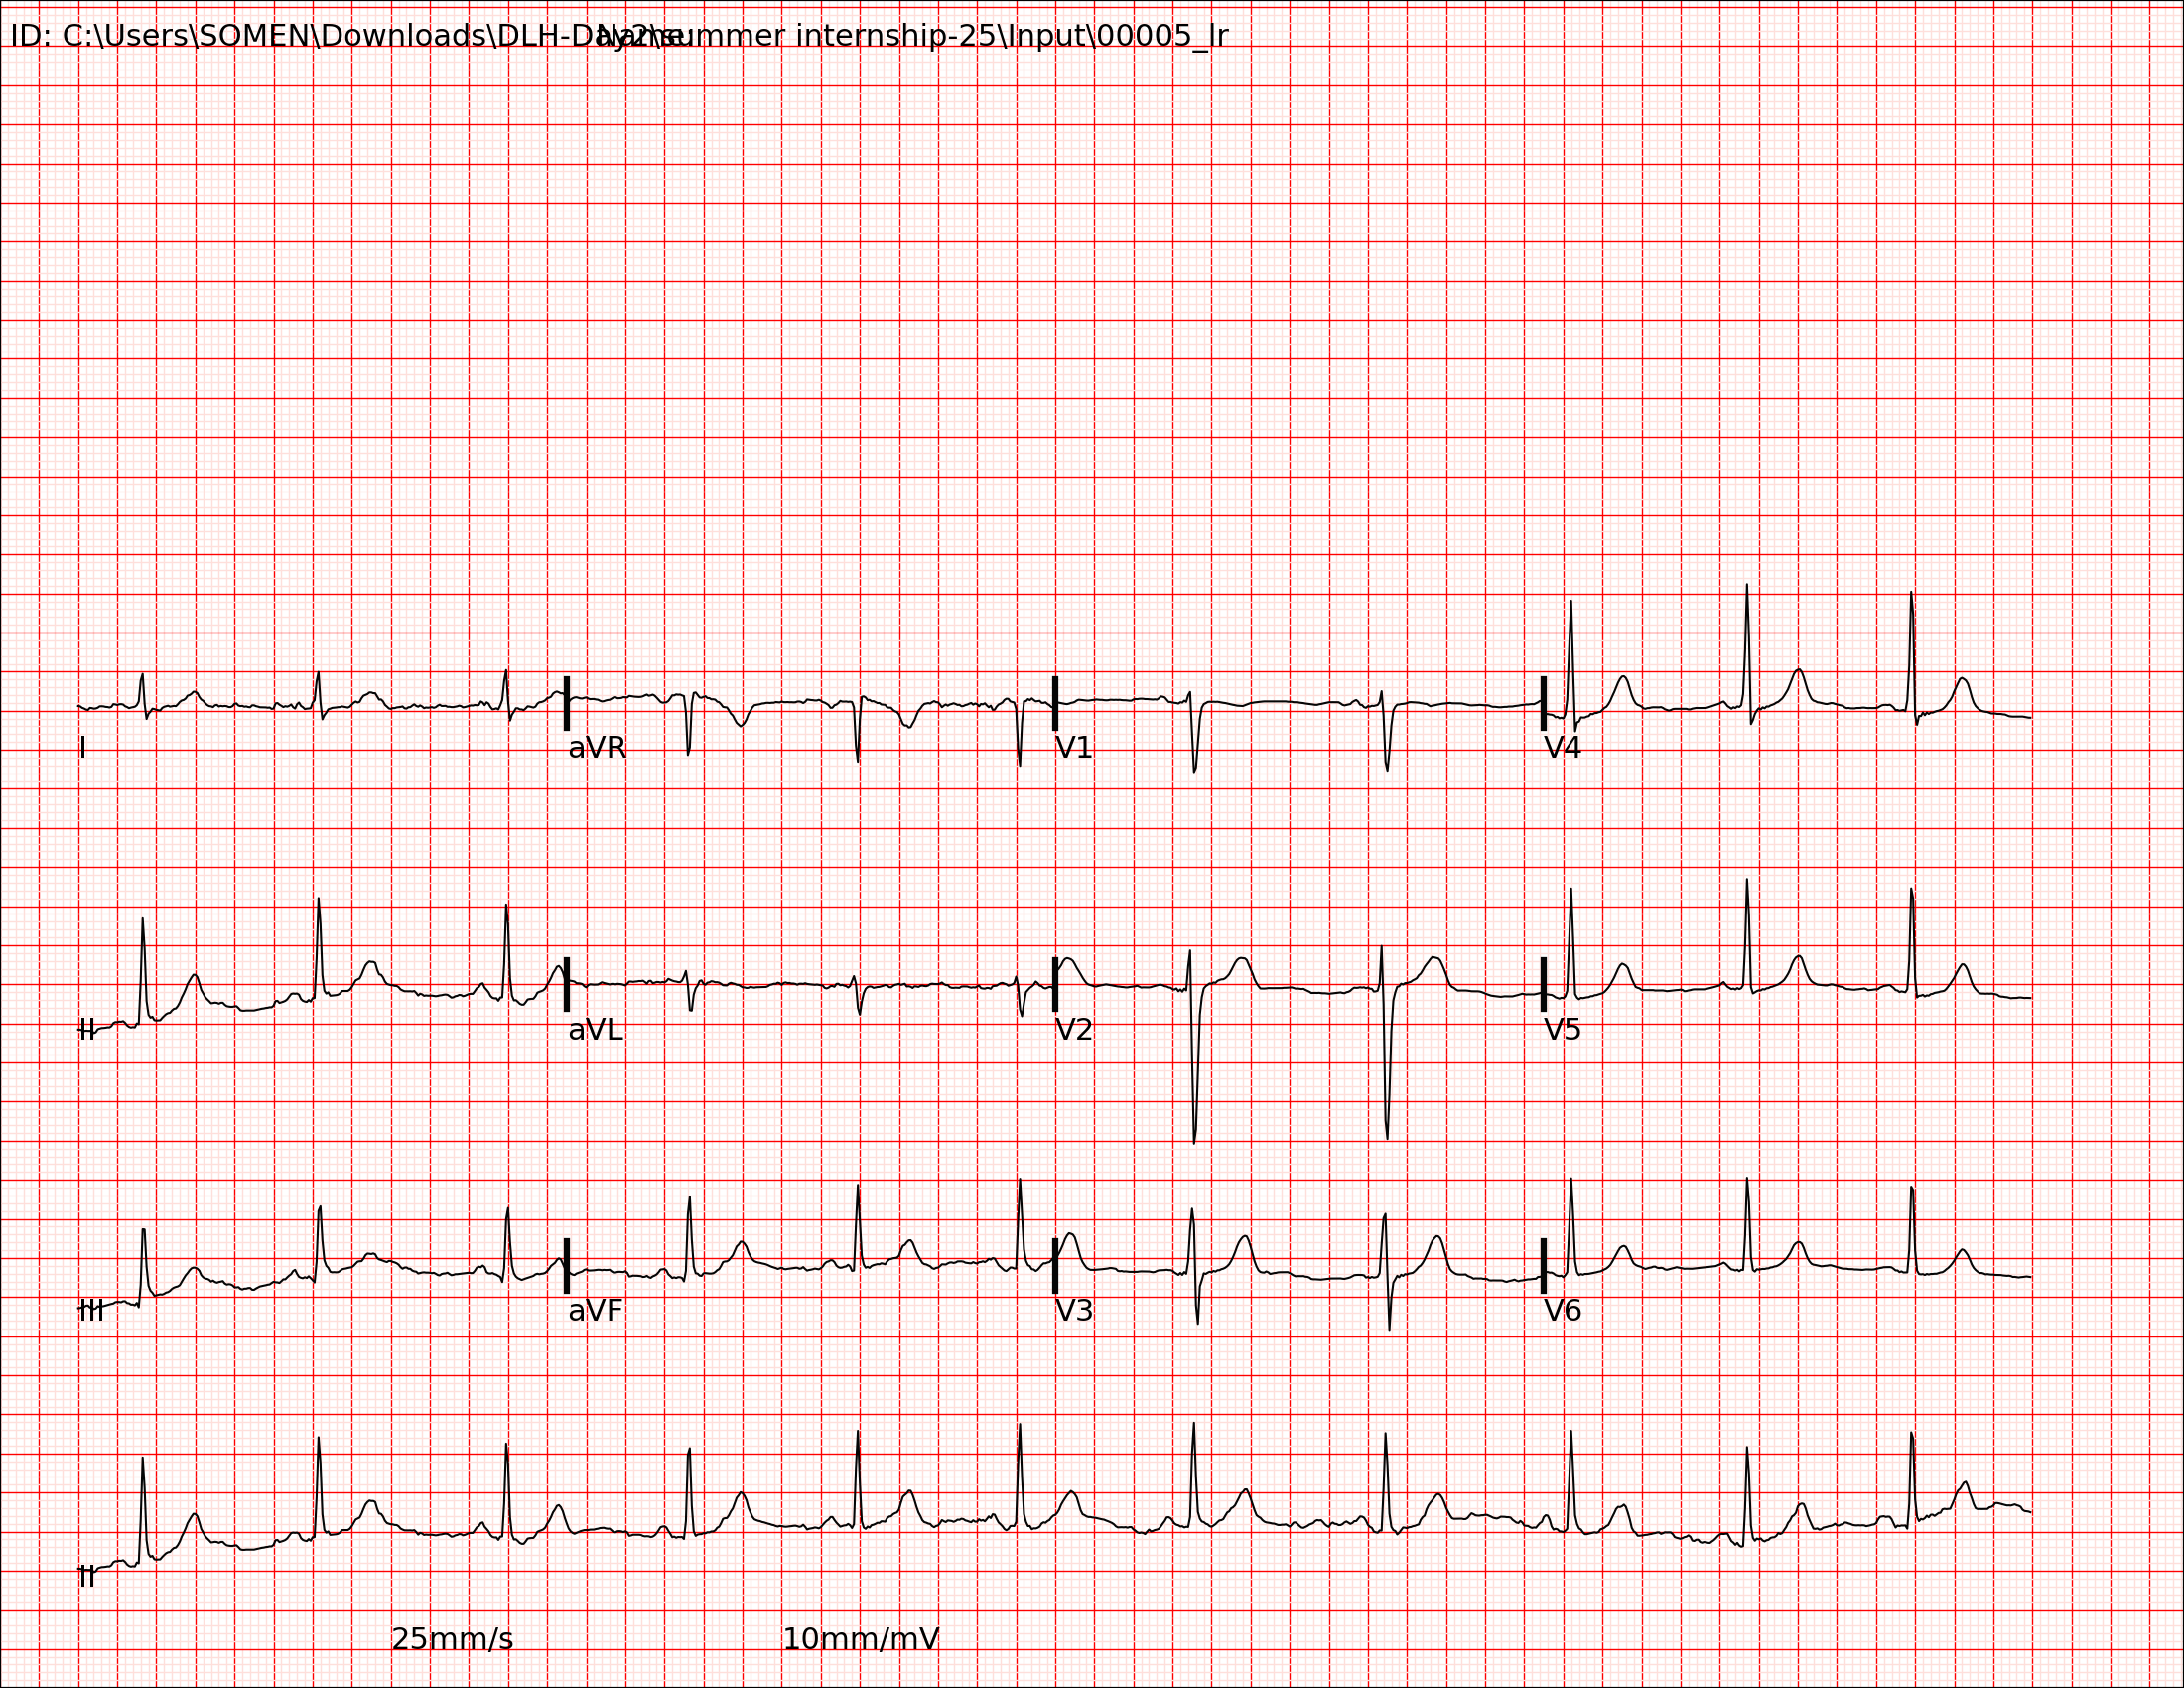 ID: C:\Users\SOMEN\Downloads\DLH-Day2\summer internship-25\Input\00005_lr
Name:
I aVR V1 V4
II aVL V2 V5
III aVF V3 V6
II
25mm/s 10mm/mV